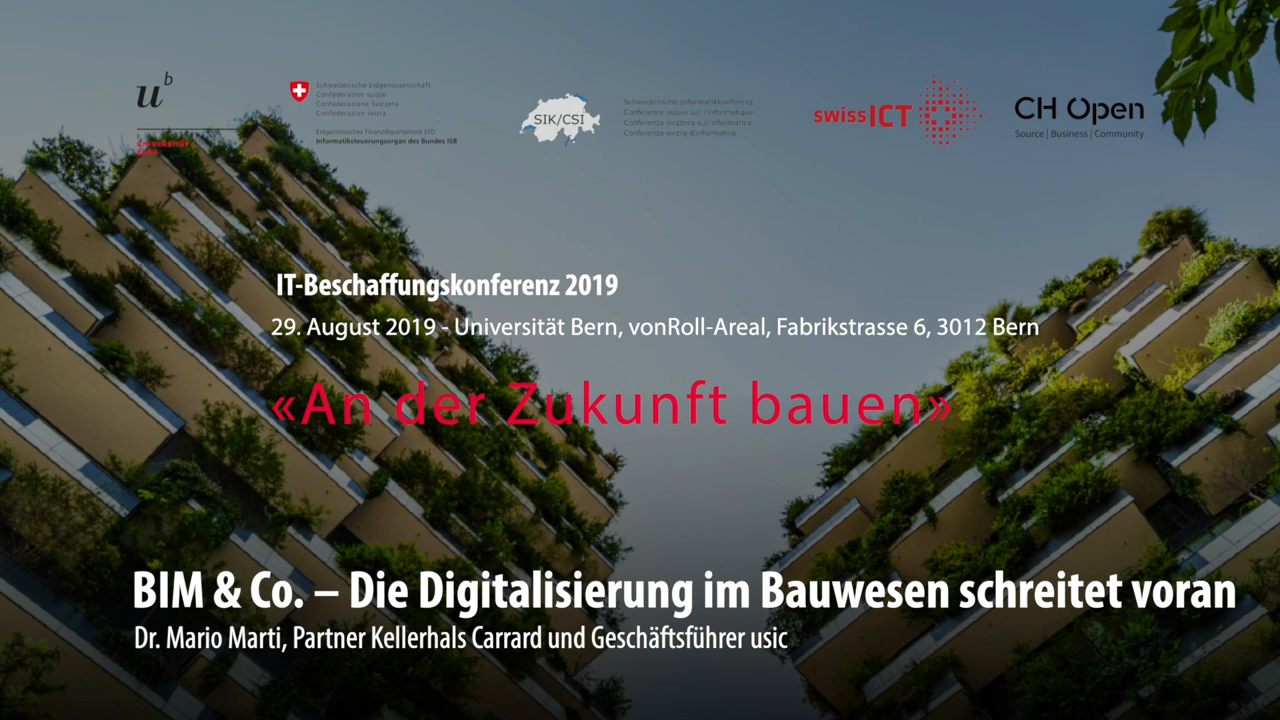 u^b
UNIVERSITÄT
BERN
Schweizerische Eidgenossenschaft
Confédération suisse
Confederazione Svizzera
Confederaziun svizra
Eidgenössisches Finanzdepartement EFD
Informatiksteuerungsorgan des Bundes ISB
SIK/CSI
Schweizerische Informatikkonferenz
Conférence suisse sur l'informatique
Conferenza svizzera sull'informatica
Conferenza svizra d'informatica
swissICT
CH Open
Source | Business | Community
IT-Beschaffungskonferenz 2019
29. August 2019 - Universität Bern, vonRoll-Areal, Fabrikstrasse 6, 3012 Bern
«An der Zukunft bauen»
BIM & Co. – Die Digitalisierung im Bauwesen schreitet voran
Dr. Mario Marti, Partner Kellerhals Carrard und Geschäftsführer usic